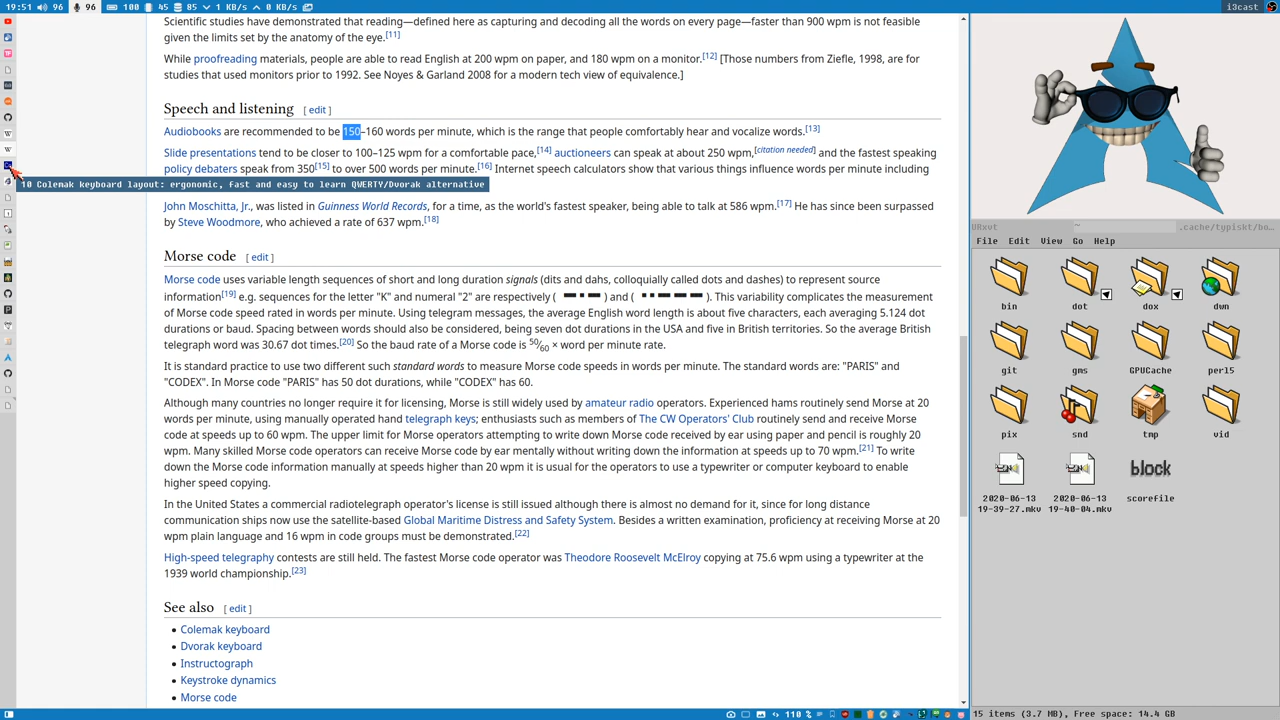 19:51 96 96 100 45 85 1 KB/s 0 KB/s i3cast
Scientific studies have demonstrated that reading—defined here as capturing and decoding all the words on every page—faster than 900 wpm is not feasible
given the limits set by the anatomy of the eye.[11]
While proofreading materials, people are able to read English at 200 wpm on paper, and 180 wpm on a monitor.[12] [Those numbers from Ziefle, 1998, are for
studies that used monitors prior to 1992. See Noyes & Garland 2008 for a modern tech view of equivalence.]
Speech and listening [ edit ]
Audiobooks are recommended to be 150–160 words per minute, which is the range that people comfortably hear and vocalize words.[13]
Slide presentations tend to be closer to 100–125 wpm for a comfortable pace,[14] auctioneers can speak at about 250 wpm,[citation needed] and the fastest speaking
policy debaters speak from 350[15] to over 500 words per minute.[16] Internet speech calculators show that various things influence words per minute including
10 Colemak keyboard layout: ergonomic, fast and easy to learn QWERTY/Dvorak alternative
John Moschitta, Jr., was listed in Guinness World Records, for a time, as the world's fastest speaker, being able to talk at 586 wpm.[17] He has since been surpassed
by Steve Woodmore, who achieved a rate of 637 wpm.[18]
Morse code [ edit ]
Morse code uses variable length sequences of short and long duration signals (dits and dahs, colloquially called dots and dashes) to represent source
information[19] e.g. sequences for the letter "K" and numeral "2" are respectively ( ▬ ▪ ▬ ) and ( ▪ ▪ ▬ ▬ ▬ ). This variability complicates the measurement
of Morse code speed rated in words per minute. Using telegram messages, the average English word length is about five characters, each averaging 5.124 dot
durations or baud. Spacing between words should also be considered, being seven dot durations in the USA and five in British territories. So the average British
telegraph word was 30.67 dot times.[20] So the baud rate of a Morse code is 50/60 × word per minute rate.
It is standard practice to use two different such standard words to measure Morse code speeds in words per minute. The standard words are: "PARIS" and
"CODEX". In Morse code "PARIS" has 50 dot durations, while "CODEX" has 60.
Although many countries no longer require it for licensing, Morse is still widely used by amateur radio operators. Experienced hams routinely send Morse at 20
words per minute, using manually operated hand telegraph keys; enthusiasts such as members of The CW Operators' Club routinely send and receive Morse
code at speeds up to 60 wpm. The upper limit for Morse operators attempting to write down Morse code received by ear using paper and pencil is roughly 20
wpm. Many skilled Morse code operators can receive Morse code by ear mentally without writing down the information at speeds up to 70 wpm.[21] To write
down the Morse code information manually at speeds higher than 20 wpm it is usual for the operators to use a typewriter or computer keyboard to enable
higher speed copying.
In the United States a commercial radiotelegraph operator's license is still issued although there is almost no demand for it, since for long distance
communication ships now use the satellite-based Global Maritime Distress and Safety System. Besides a written examination, proficiency at receiving Morse at 20
wpm plain language and 16 wpm in code groups must be demonstrated.[22]
High-speed telegraphy contests are still held. The fastest Morse code operator was Theodore Roosevelt McElroy copying at 75.6 wpm using a typewriter at the
1939 world championship.[23]
See also [ edit ]
Colemak keyboard
Dvorak keyboard
Instructograph
Keystroke dynamics
Morse code
110
URxvt ~ .cache/typiskt/bo...
File Edit View Go Help
bin dot dox dwn
git gms GPUCache perl5
pix snd tmp vid
block
2020-06-13 2020-06-13 scorefile
19-39-27.mkv 19-40-04.mkv
15 items (3.7 MB), Free space: 14.4 GB